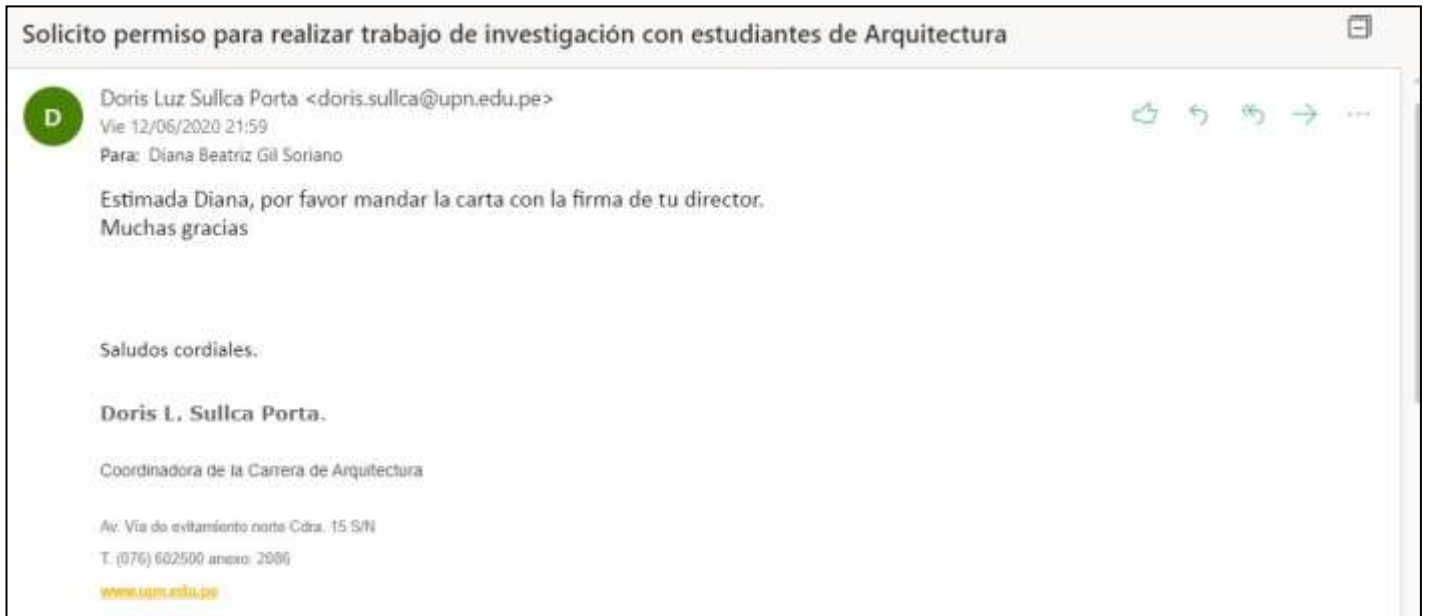 Solicito permiso para realizar trabajo de investigación con estudiantes de Arquitectura
D
Doris Luz Sullca Porta <doris.sullca@upn.edu.pe>
Vie 12/06/2020 21:59
Para: Diana Beatriz Gil Soriano
Estimada Diana, por favor mandar la carta con la firma de tu director.
Muchas gracias
Saludos cordiales.
Doris L. Sullca Porta.
Coordinadora de la Carrera de Arquitectura
Av. Vía de evitamiento norte Cdra. 15 S/N
T. (076) 602500 anexo: 2086
www.upn.edu.pe